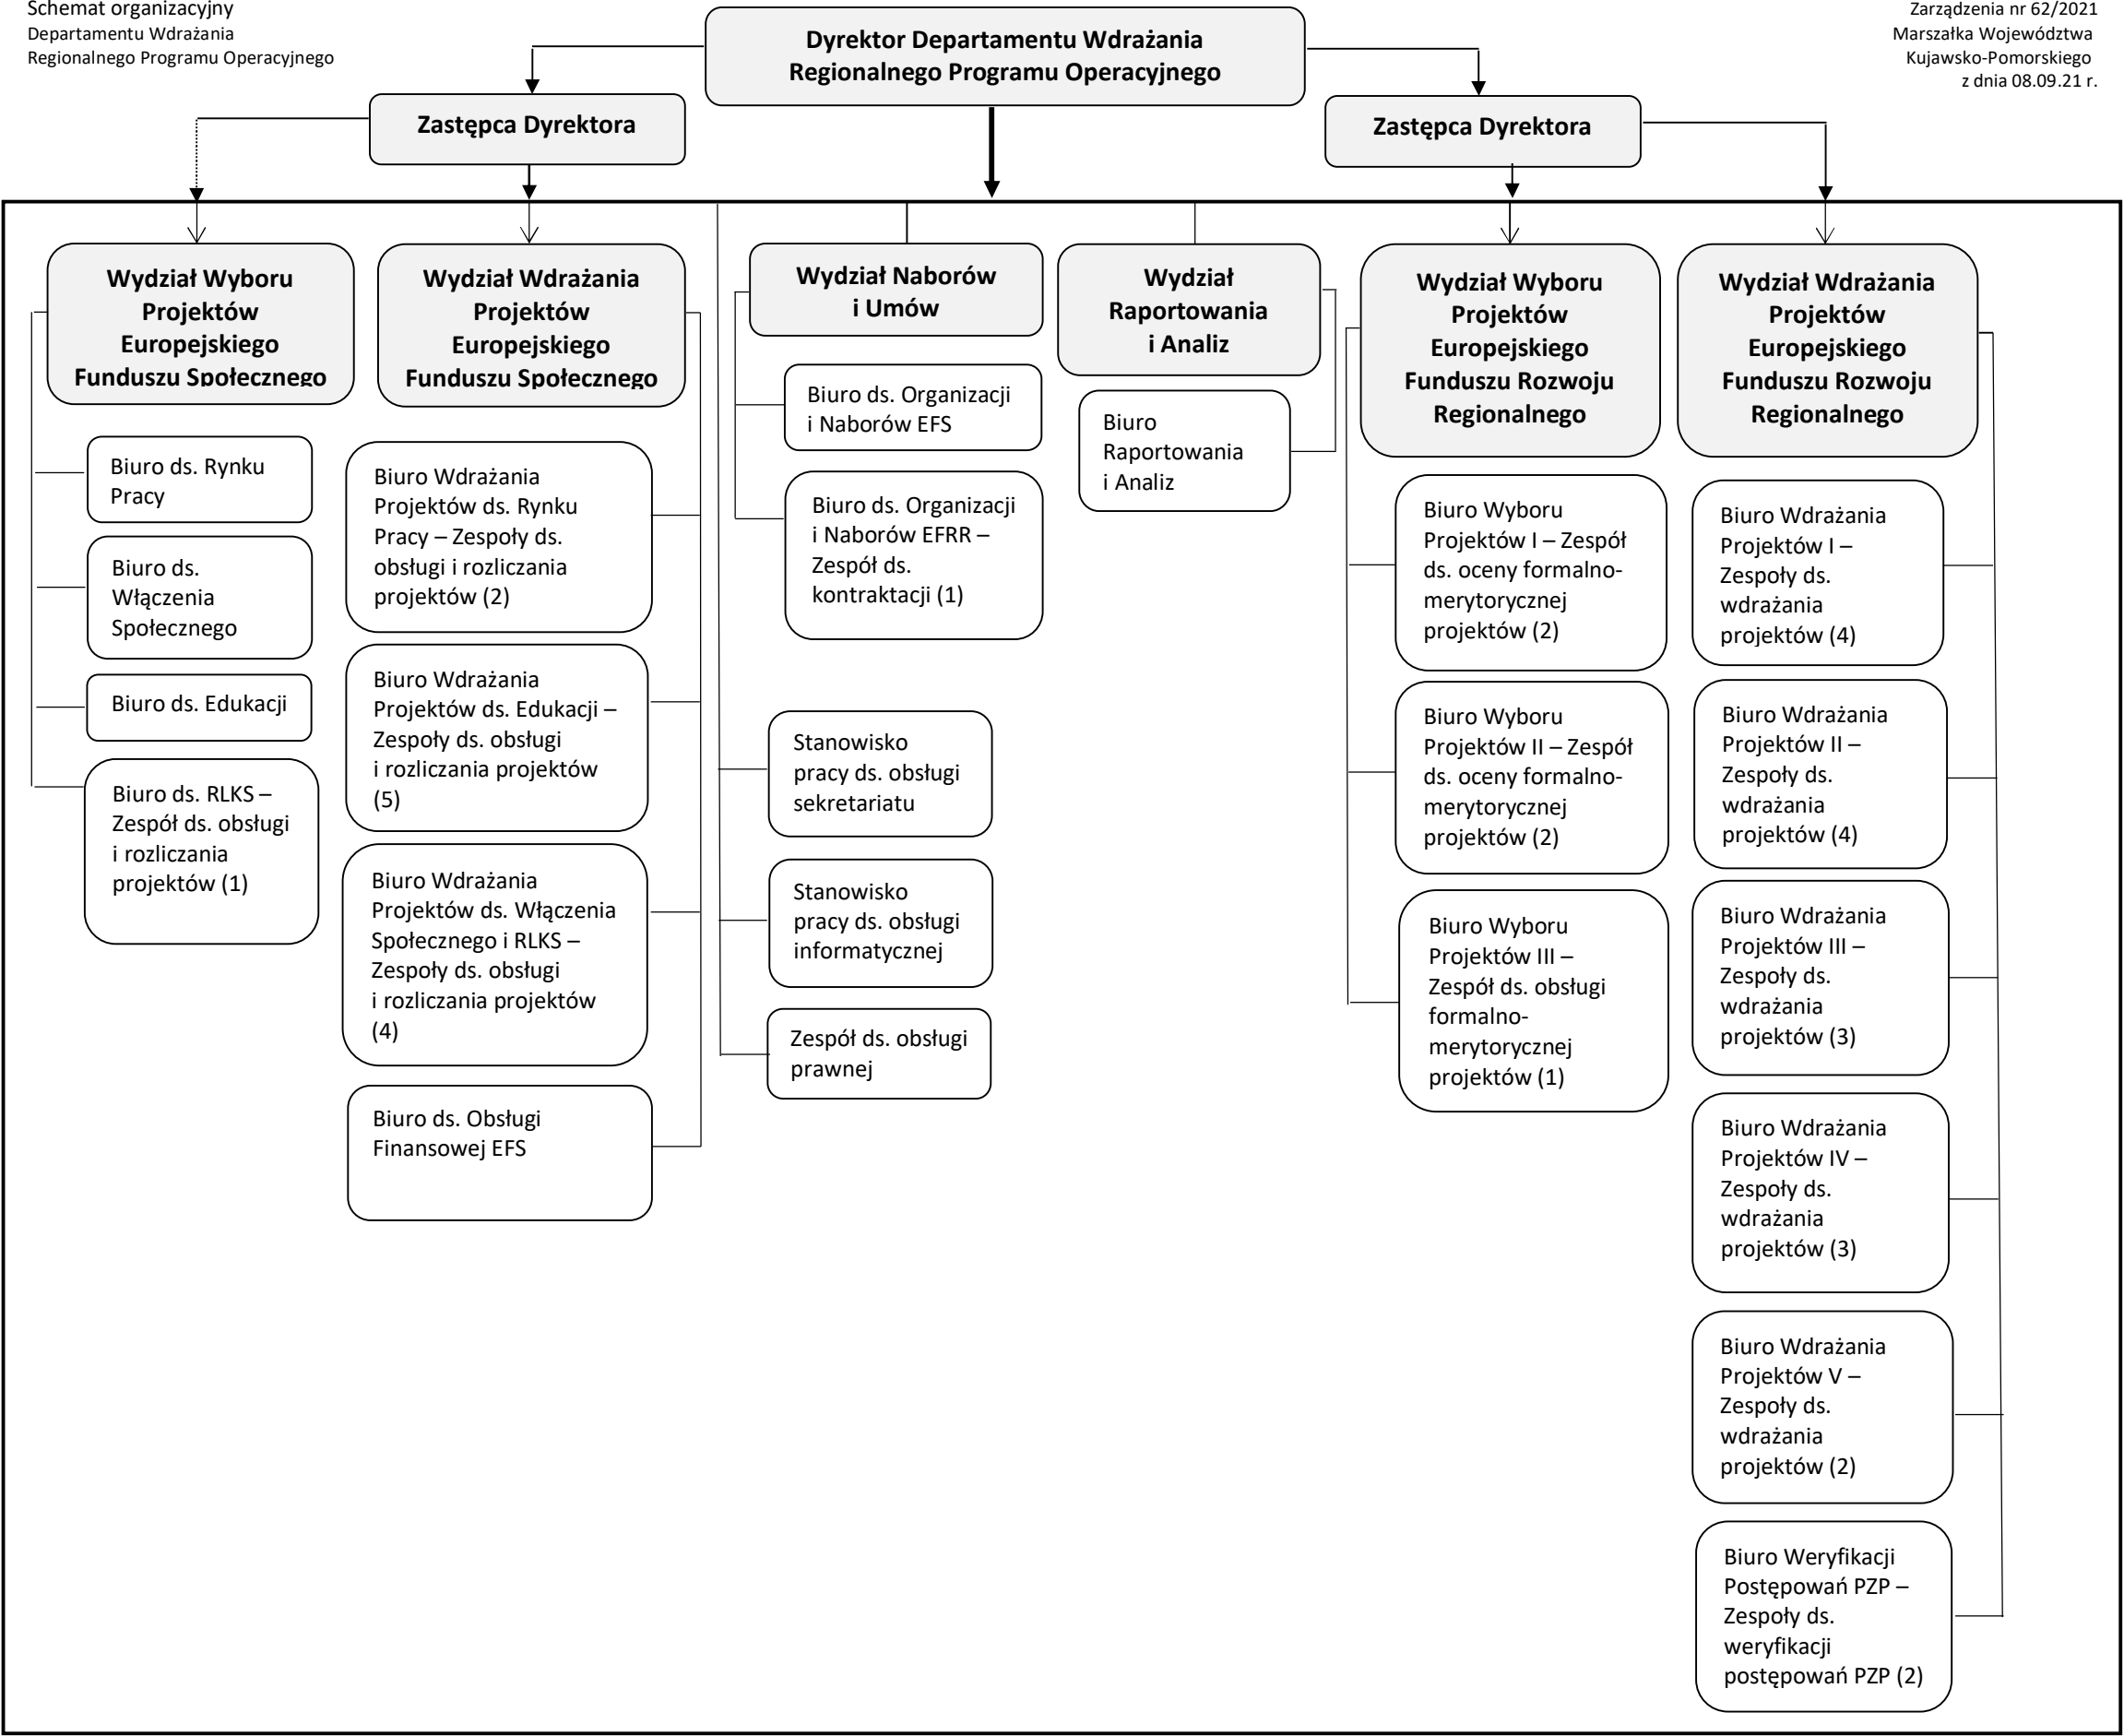 Schemat organizacyjny
Departamentu Wdrażania
Regionalnego Programu Operacyjnego
Dyrektor Departamentu Wdrażania
Regionalnego Programu Operacyjnego
Zarządzenia nr 62/2021
Marszałka Województwa
Kujawsko-Pomorskiego
z dnia 08.09.21 r.
Zastępca Dyrektora
Zastępca Dyrektora
Wydział Wyboru
Projektów
Europejskiego
Funduszu Społecznego
Biuro ds. Rynku
Pracy
Biuro ds.
Włączenia
Społecznego
Biuro ds. Edukacji
Biuro ds. RLKS –
Zespół ds. obsługi
i rozliczania
projektów (1)
Wydział Wdrażania
Projektów
Europejskiego
Funduszu Społecznego
Biuro Wdrażania
Projektów ds. Rynku
Pracy – Zespoły ds.
obsługi i rozliczania
projektów (2)
Biuro Wdrażania
Projektów ds. Edukacji –
Zespoły ds. obsługi
i rozliczania projektów
(5)
Biuro Wdrażania
Projektów ds. Włączenia
Społecznego i RLKS –
Zespoły ds. obsługi
i rozliczania projektów
(4)
Biuro ds. Obsługi
Finansowej EFS
Wydział Naborów
i Umów
Biuro ds. Organizacji
i Naborów EFS
Biuro ds. Organizacji
i Naborów EFRR –
Zespół ds.
kontraktacji (1)
Stanowisko
pracy ds. obsługi
sekretariatu
Stanowisko
pracy ds. obsługi
informatycznej
Zespół ds. obsługi
prawnej
Wydział
Raportowania
i Analiz
Biuro
Raportowania
i Analiz
Wydział Wyboru
Projektów
Europejskiego
Funduszu Rozwoju
Regionalnego
Biuro Wyboru
Projektów I – Zespół
ds. oceny formalno-
merytorycznej
projektów (2)
Biuro Wyboru
Projektów II – Zespół
ds. oceny formalno-
merytorycznej
projektów (2)
Biuro Wyboru
Projektów III –
Zespół ds. obsługi
formalno-
merytorycznej
projektów (1)
Wydział Wdrażania
Projektów
Europejskiego
Funduszu Rozwoju
Regionalnego
Biuro Wdrażania
Projektów I –
Zespoły ds.
wdrażania
projektów (4)
Biuro Wdrażania
Projektów II –
Zespoły ds.
wdrażania
projektów (4)
Biuro Wdrażania
Projektów III –
Zespoły ds.
wdrażania
projektów (3)
Biuro Wdrażania
Projektów IV –
Zespoły ds.
wdrażania
projektów (3)
Biuro Wdrażania
Projektów V –
Zespoły ds.
wdrażania
projektów (2)
Biuro Weryfikacji
Postępowań PZP –
Zespoły ds.
weryfikacji
postępowań PZP (2)